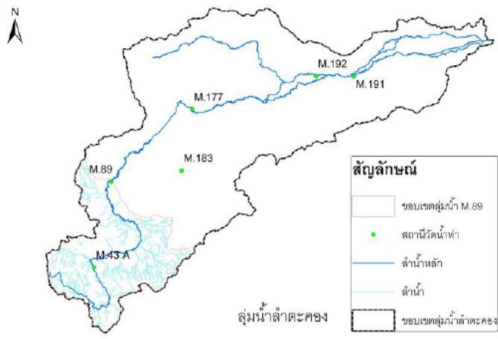 N
M.192
M.191
M.177
M.183
M.89
M.43 A
สัญลักษณ์
ขอบเขตลุ่มน้ำ M.89
สถานีวัดน้ำท่า
ลำน้ำหลัก
ลำน้ำ
ขอบเขตลุ่มน้ำลำตะคอง
ลุ่มน้ำลำตะคอง